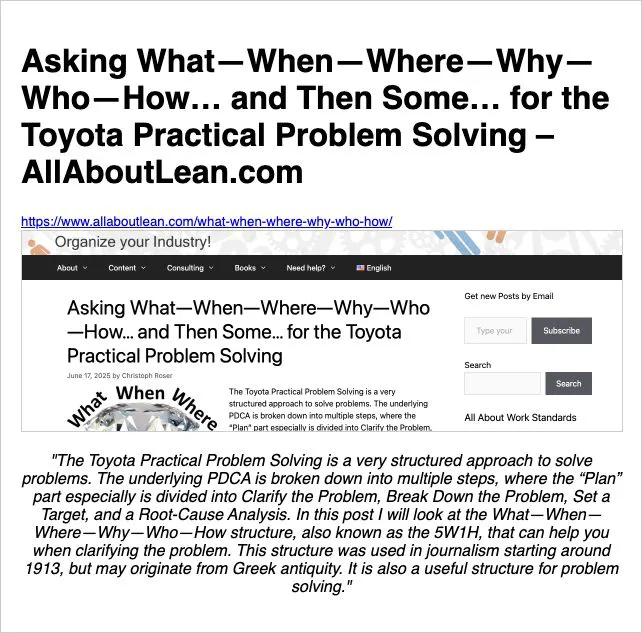 Asking What—When—Where—Why—
Who—How… and Then Some… for the
Toyota Practical Problem Solving –
AllAboutLean.com
https://www.allaboutlean.com/what-when-where-why-who-how/
Organize your Industry!
About Content Consulting Books Need help? English
Asking What—When—Where—Why—Who
—How… and Then Some… for the Toyota
Practical Problem Solving
June 17, 2025 by Christoph Roser
What When Where
The Toyota Practical Problem Solving is a very
structured approach to solve problems. The underlying
PDCA is broken down into multiple steps, where the
“Plan” part especially is divided into Clarify the Problem,
Get new Posts by Email
Type your
Subscribe
Search
Search
All About Work Standards
"The Toyota Practical Problem Solving is a very structured approach to solve
problems. The underlying PDCA is broken down into multiple steps, where the “Plan”
part especially is divided into Clarify the Problem, Break Down the Problem, Set a
Target, and a Root-Cause Analysis. In this post I will look at the What—When—
Where—Why—Who—How structure, also known as the 5W1H, that can help you
when clarifying the problem. This structure was used in journalism starting around
1913, but may originate from Greek antiquity. It is also a useful structure for problem
solving."